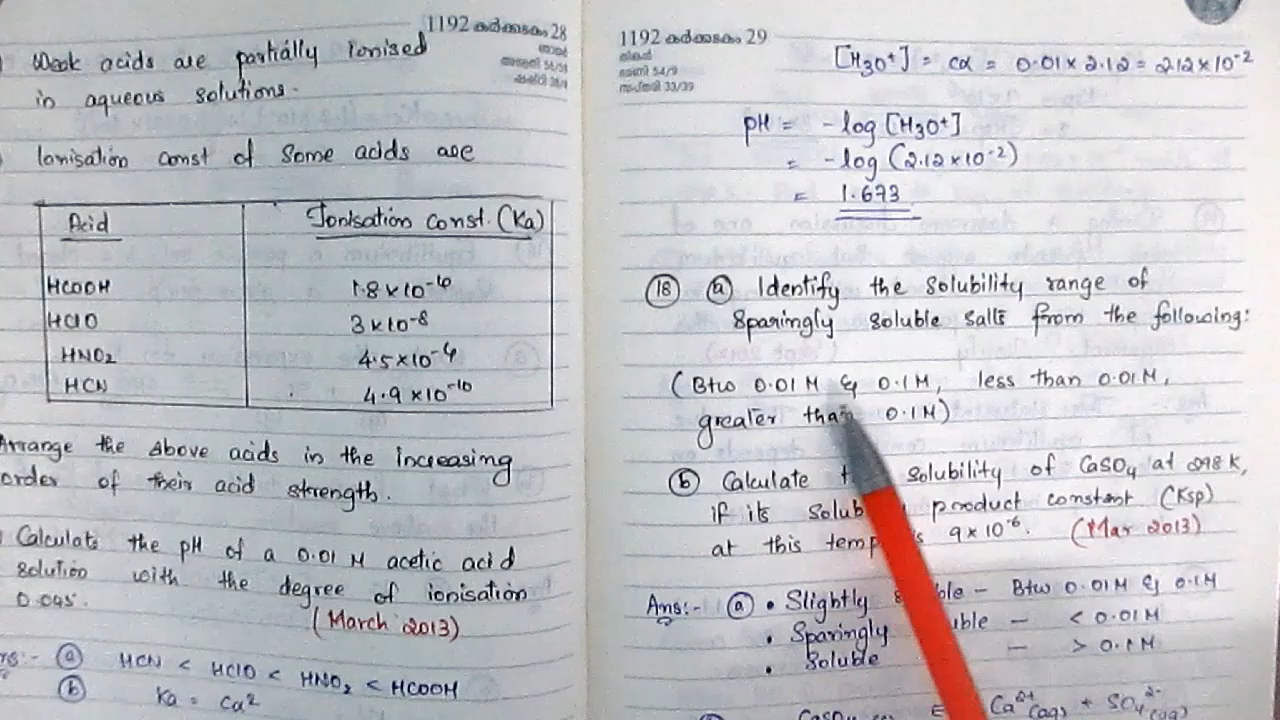 1192 കർക്കടകം 28
Weak acids are partially ionised
in aqueous solutions.
Ionisation const of some acids are
Acid Ionisation const. (Ka)
HCOOH 1.8 x 10⁻⁶
HClO 3 x 10⁻⁸
HNO₂ 4.5 x 10⁻⁴
HCN 4.9 x 10⁻¹⁰
Arrange the above acids in the increasing
order of their acid strength.
Calculate the pH of a 0.01 M acetic acid
solution with the degree of ionisation
0.045.
(March 2013)
ⓐ HCN < HClO < HNO₂ < HCOOH
ⓑ Ka = Cα²
1192 കർക്കടകം 29
[H₃O⁺] = cα = 0.01 x 2.12 = 2.12 x 10⁻²
pH = -log [H₃O⁺]
= -log (2.12 x 10⁻²)
= 1.673
⑱ ⓐ Identify the solubility range of
sparingly soluble salts from the following:
(Btw 0.01 M & 0.1 M, less than 0.01 M,
greater than 0.1 M)
ⓑ Calculate solubility of CaSO₄ at 298 K,
if its product constant (Ksp)
at this temp 9 x 10⁻⁶. (Mar 2013)
Ans:- ⓐ • Slightly - Btw 0.01 M & 0.1 M
• Sparingly - < 0.01 M
• Soluble - > 0.1 M
Ca²⁺(aq) + SO₄²⁻(aq)